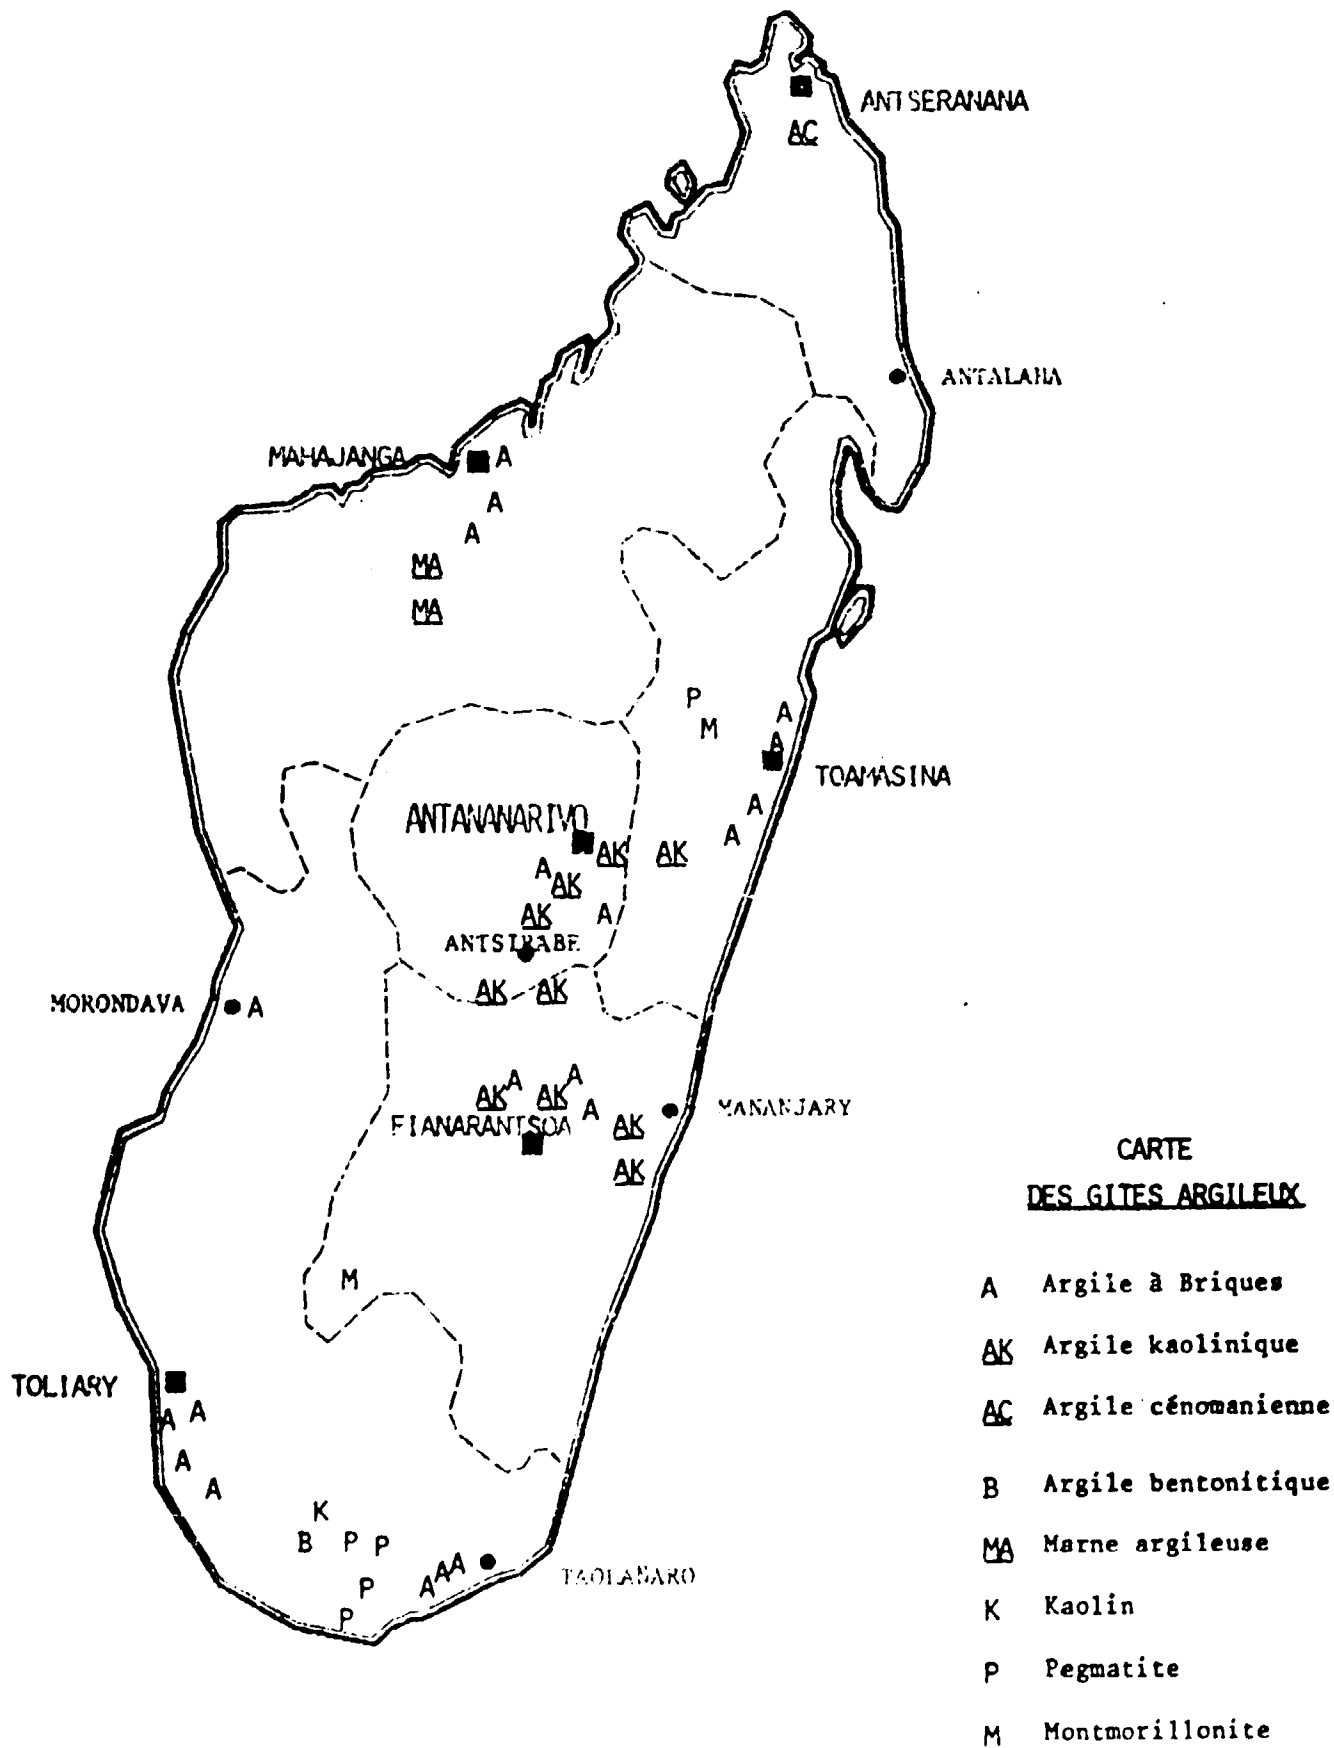 ANTSERANANA
AC
ANTALAHA
MAHAJANGA A
A
A
MA
MA
P
M
A
A
TOAMASINA
A
A
ANTANANARIVO
AK AK
A
AK
AK A
ANTSIRABE
AK AK
MORONDAVA A
A A
AK AK
A
MANANJARY
FIANARANTSOA
AK
AK
M
TOLIARY
A A
A
A
K
B P P
A A A
TAOLAÑARO
P
P
CARTE
DES GITES ARGILEUX
A Argile à Briques
AK Argile kaolinique
AC Argile cénomanienne
B Argile bentonitique
MA Marne argileuse
K Kaolin
P Pegmatite
M Montmorillonite